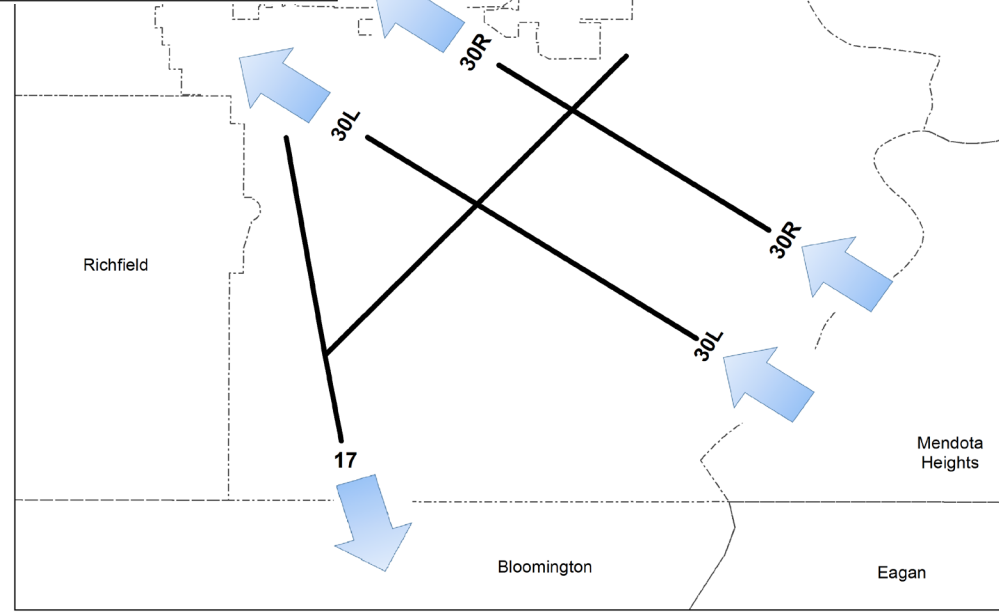 30R
30L
30R
Richfield
30L
Mendota
Heights
17
Bloomington
Eagan